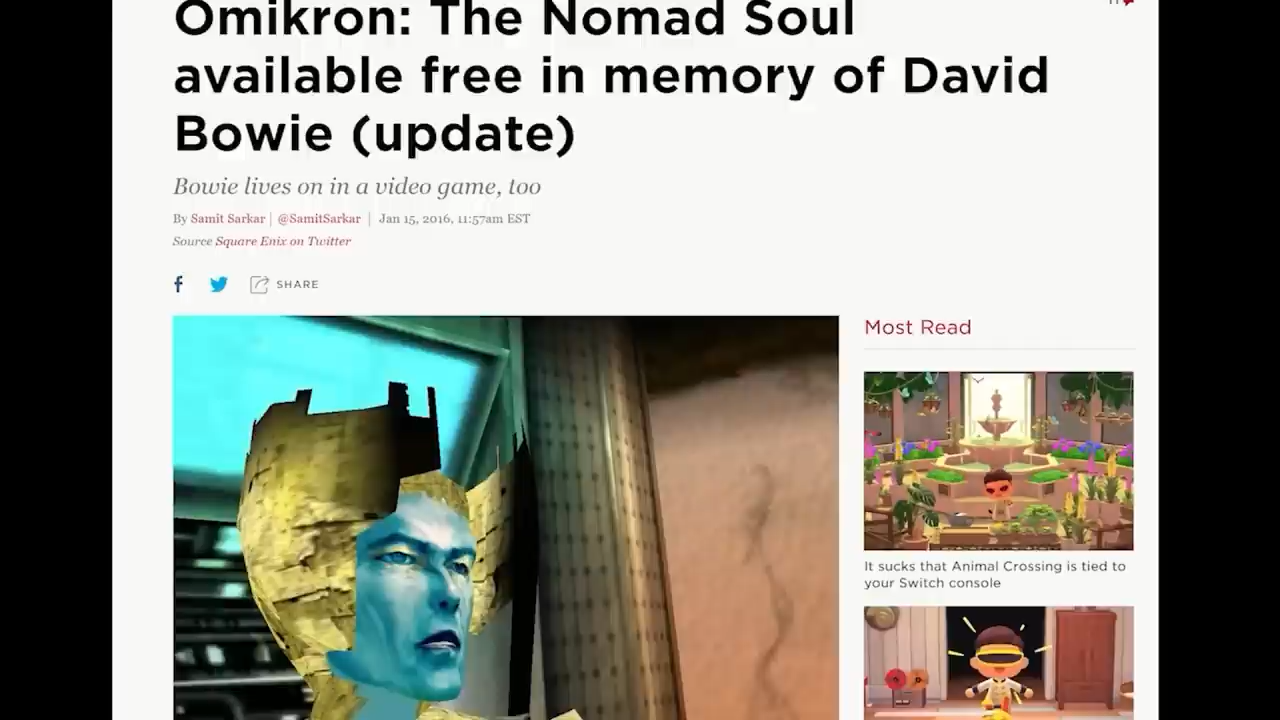 Omikron: The Nomad Soul
available free in memory of David
Bowie (update)
Bowie lives on in a video game, too
By Samit Sarkar | @SamitSarkar | Jan 15, 2016, 11:57am EST
Source Square Enix on Twitter
SHARE
Most Read
It sucks that Animal Crossing is tied to
your Switch console